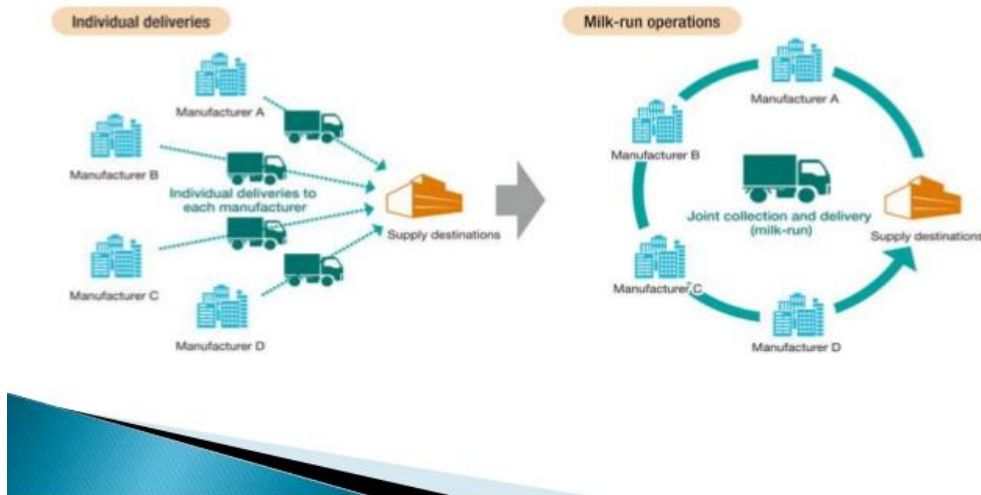 Individual deliveries
Manufacturer A
Manufacturer B
Individual deliveries to
each manufacturer
Supply destinations
Manufacturer C
Manufacturer D
Milk-run operations
Manufacturer A
Manufacturer B
Joint collection and delivery
(milk-run)
Supply destinations
Manufacturer C
Manufacturer D